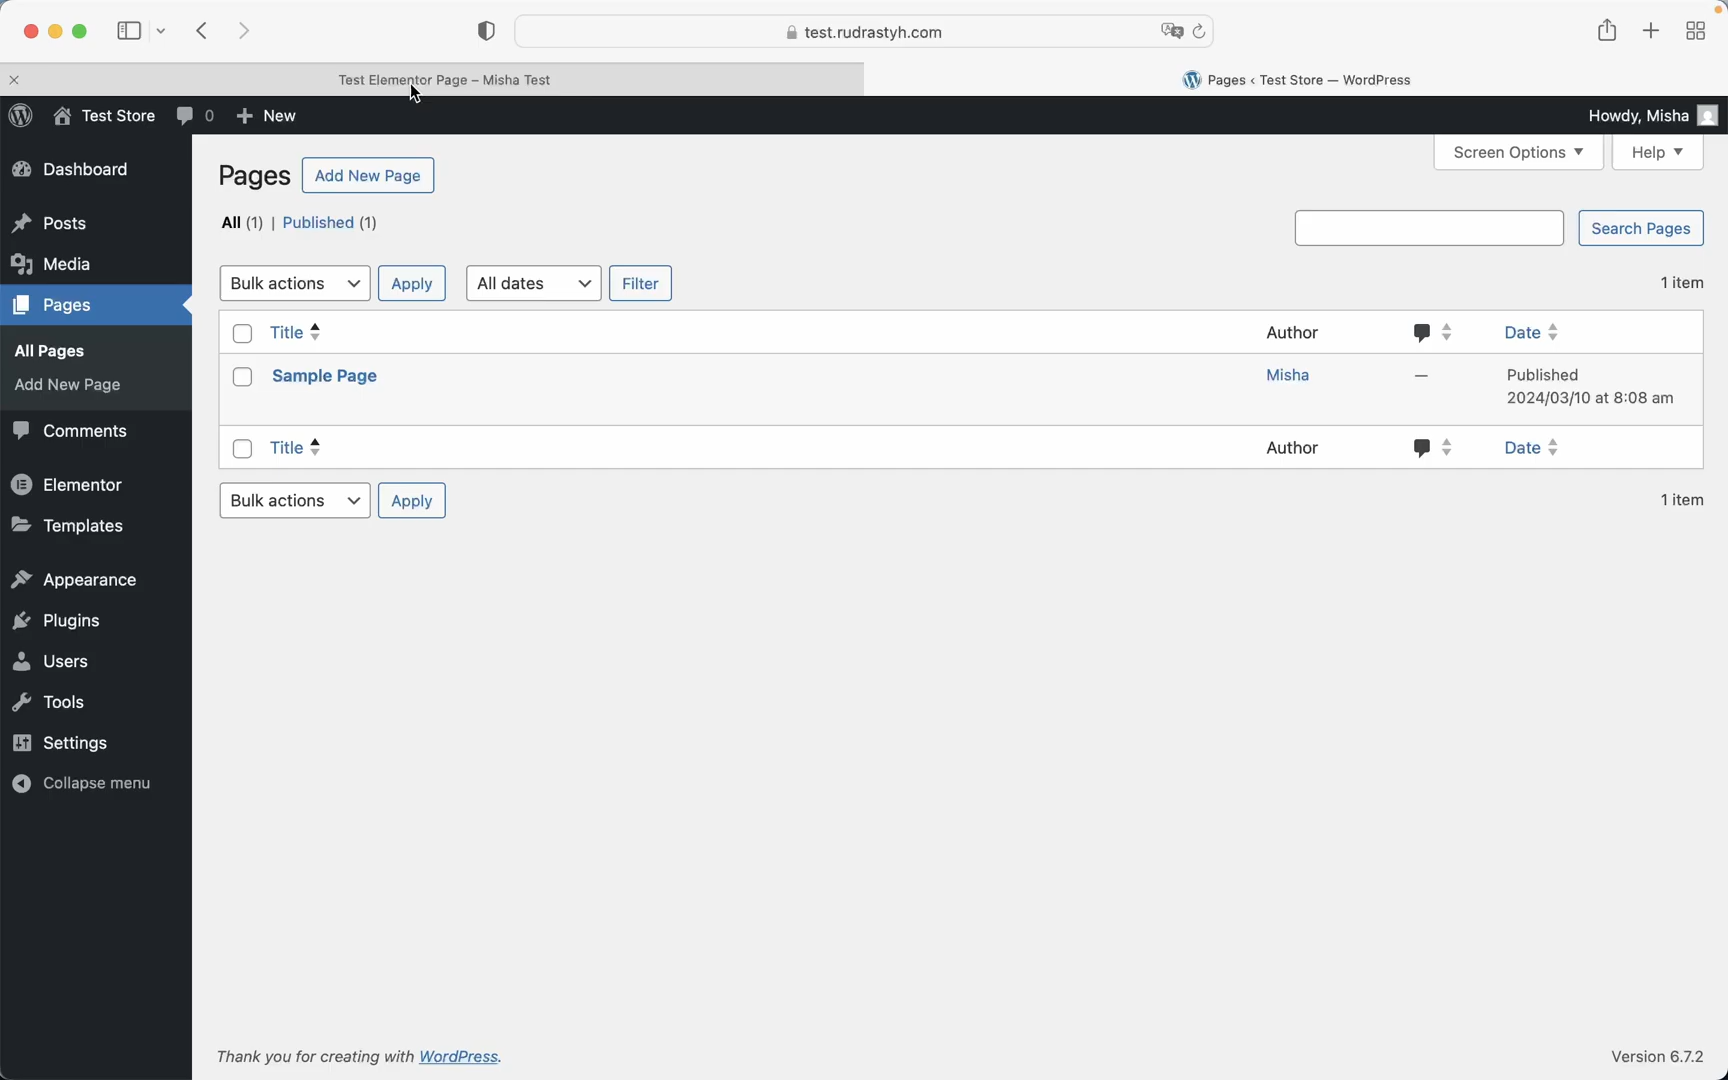 test.rudrastyh.com
Test Elementor Page – Misha Test
Pages ‹ Test Store — WordPress
Test Store 0 New
Howdy, Misha
Dashboard
Posts
Media
Pages
All Pages
Add New Page
Comments
Elementor
Templates
Appearance
Plugins
Users
Tools
Settings
Collapse menu
Screen Options
Help
Pages Add New Page
All (1) | Published (1)
Search Pages
Bulk actions Apply All dates Filter
1 item
Title Author Date
Sample Page Misha — Published
2024/03/10 at 8:08 am
Title Author Date
Bulk actions Apply
1 item
Thank you for creating with WordPress.
Version 6.7.2